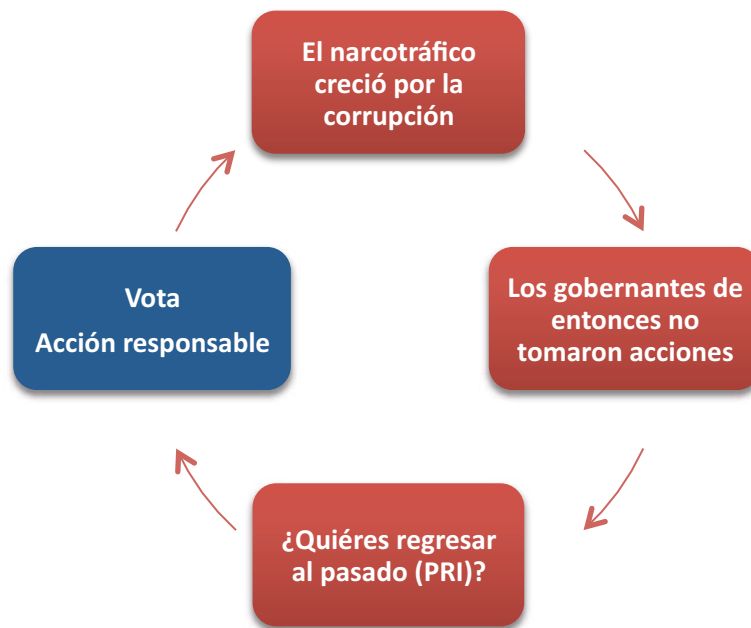 El narcotráfico
creció por la
corrupción
Los gobernantes de
entonces no
tomaron acciones
¿Quiéres regresar
al pasado (PRI)?
Vota
Acción responsable